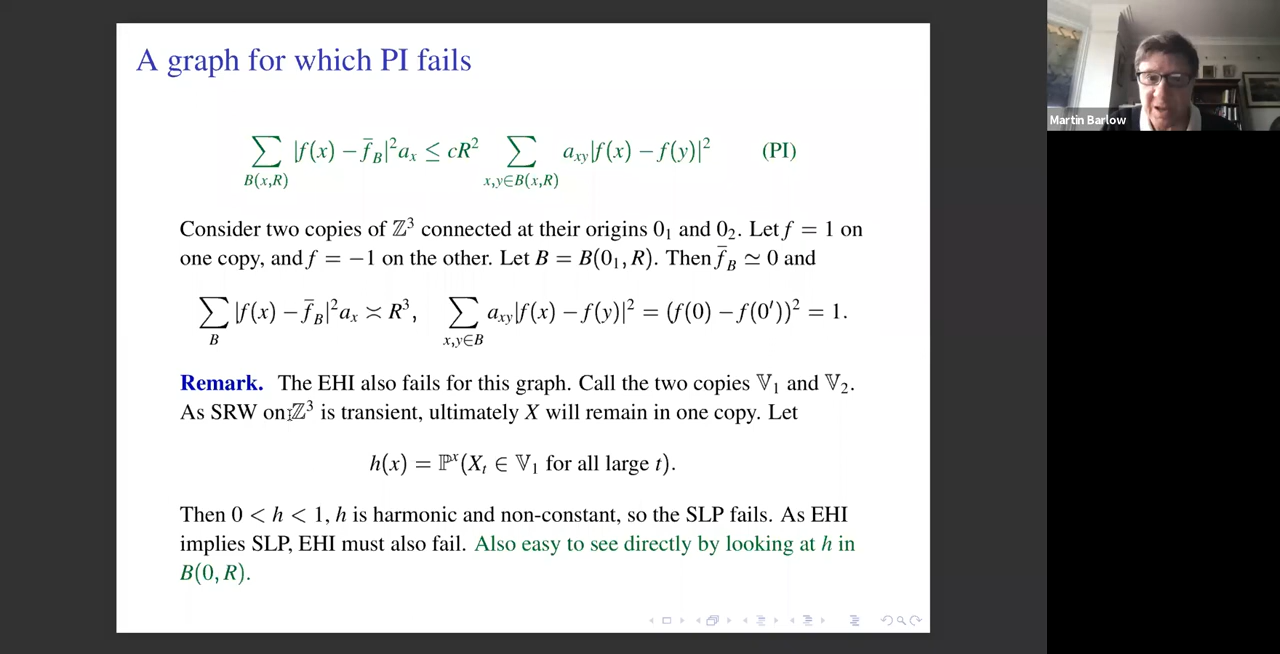 A graph for which PI fails
∑_{B(x,R)} |f(x) − f̄_B|² a_x ≤ cR² ∑_{x,y∈B(x,R)} a_{xy}|f(x) − f(y)|² (PI)
Consider two copies of ℤ³ connected at their origins 0₁ and 0₂. Let f = 1 on
one copy, and f = −1 on the other. Let B = B(0₁, R). Then f̄_B ≃ 0 and
∑_B |f(x) − f̄_B|² a_x ≍ R³, ∑_{x,y∈B} a_{xy}|f(x) − f(y)|² = (f(0) − f(0′))² = 1.
Remark. The EHI also fails for this graph. Call the two copies 𝕍₁ and 𝕍₂.
As SRW on ℤ³ is transient, ultimately X will remain in one copy. Let
h(x) = ℙˣ(X_t ∈ 𝕍₁ for all large t).
Then 0 < h < 1, h is harmonic and non-constant, so the SLP fails. As EHI
implies SLP, EHI must also fail. Also easy to see directly by looking at h in
B(0, R).
Martin Barlow